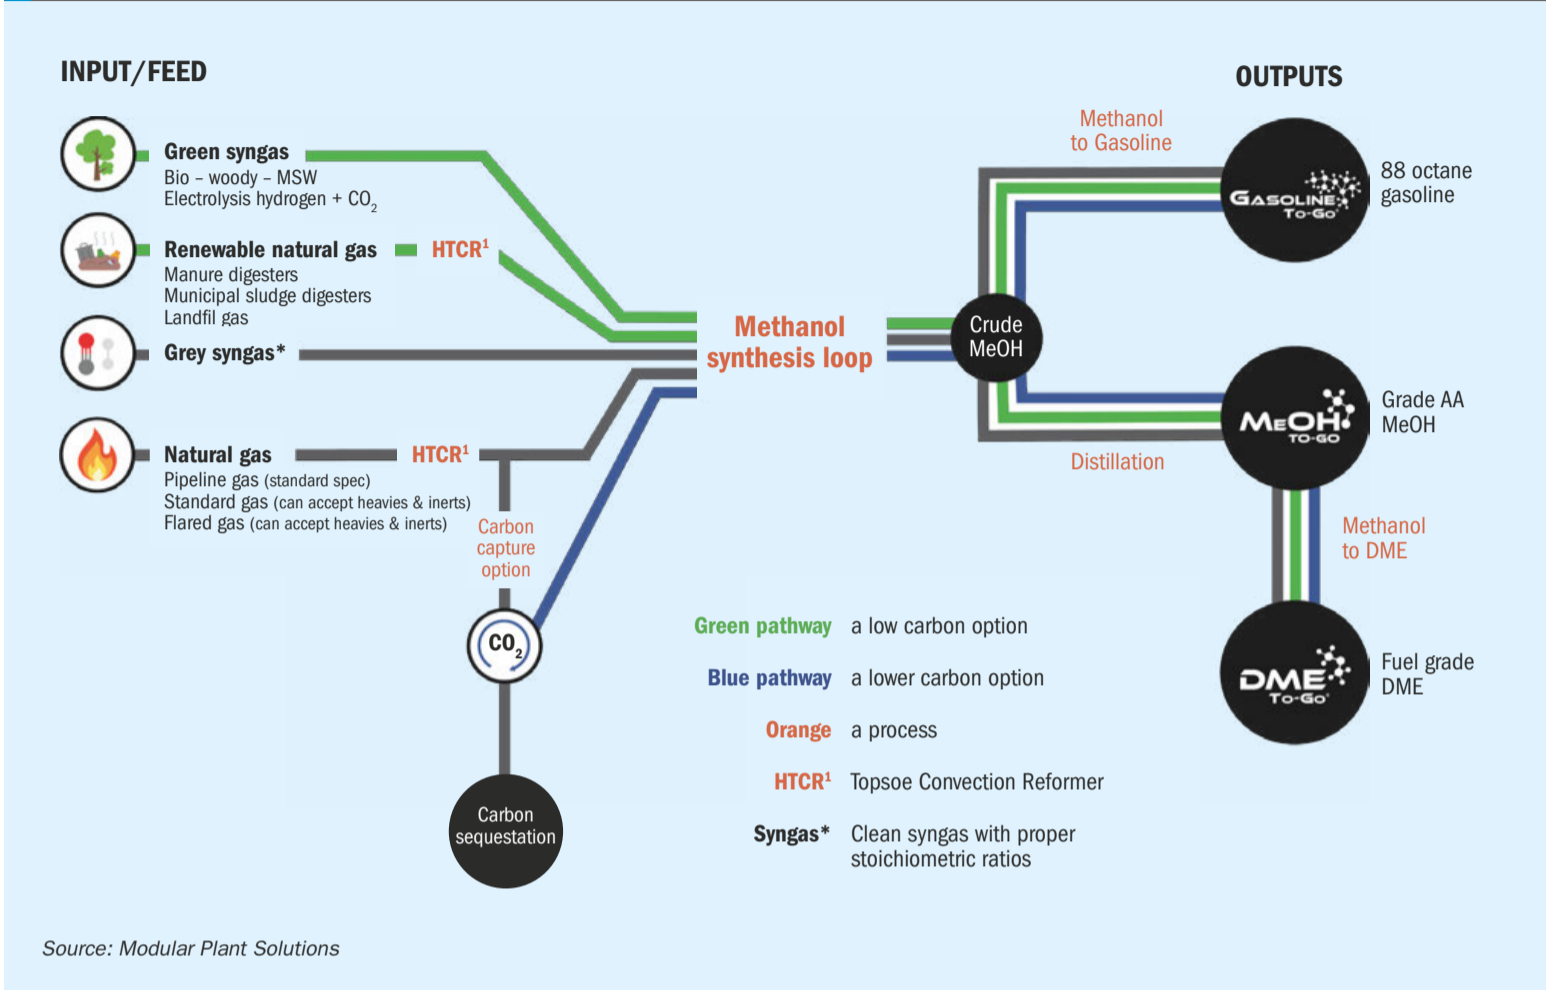 INPUT/FEED
Green syngas
Bio – woody – MSW
Electrolysis hydrogen + CO₂
Renewable natural gas
HTCR¹
Manure digesters
Municipal sludge digesters
Landfil gas
Grey syngas*
Natural gas
HTCR¹
Pipeline gas (standard spec)
Standard gas (can accept heavies & inerts)
Flared gas (can accept heavies & inerts)
Carbon
capture
option
CO₂
Carbon
sequestation
Methanol
synthesis loop
Crude
MeOH
Methanol
to Gasoline
Distillation
OUTPUTS
GASOLINE
TO-GO
88 octane
gasoline
MEOH
TO-GO
Grade AA
MeOH
Methanol
to DME
DME
TO-GO
Fuel grade
DME
Green pathway a low carbon option
Blue pathway a lower carbon option
Orange a process
HTCR¹ Topsoe Convection Reformer
Syngas* Clean syngas with proper
stoichiometric ratios
Source: Modular Plant Solutions